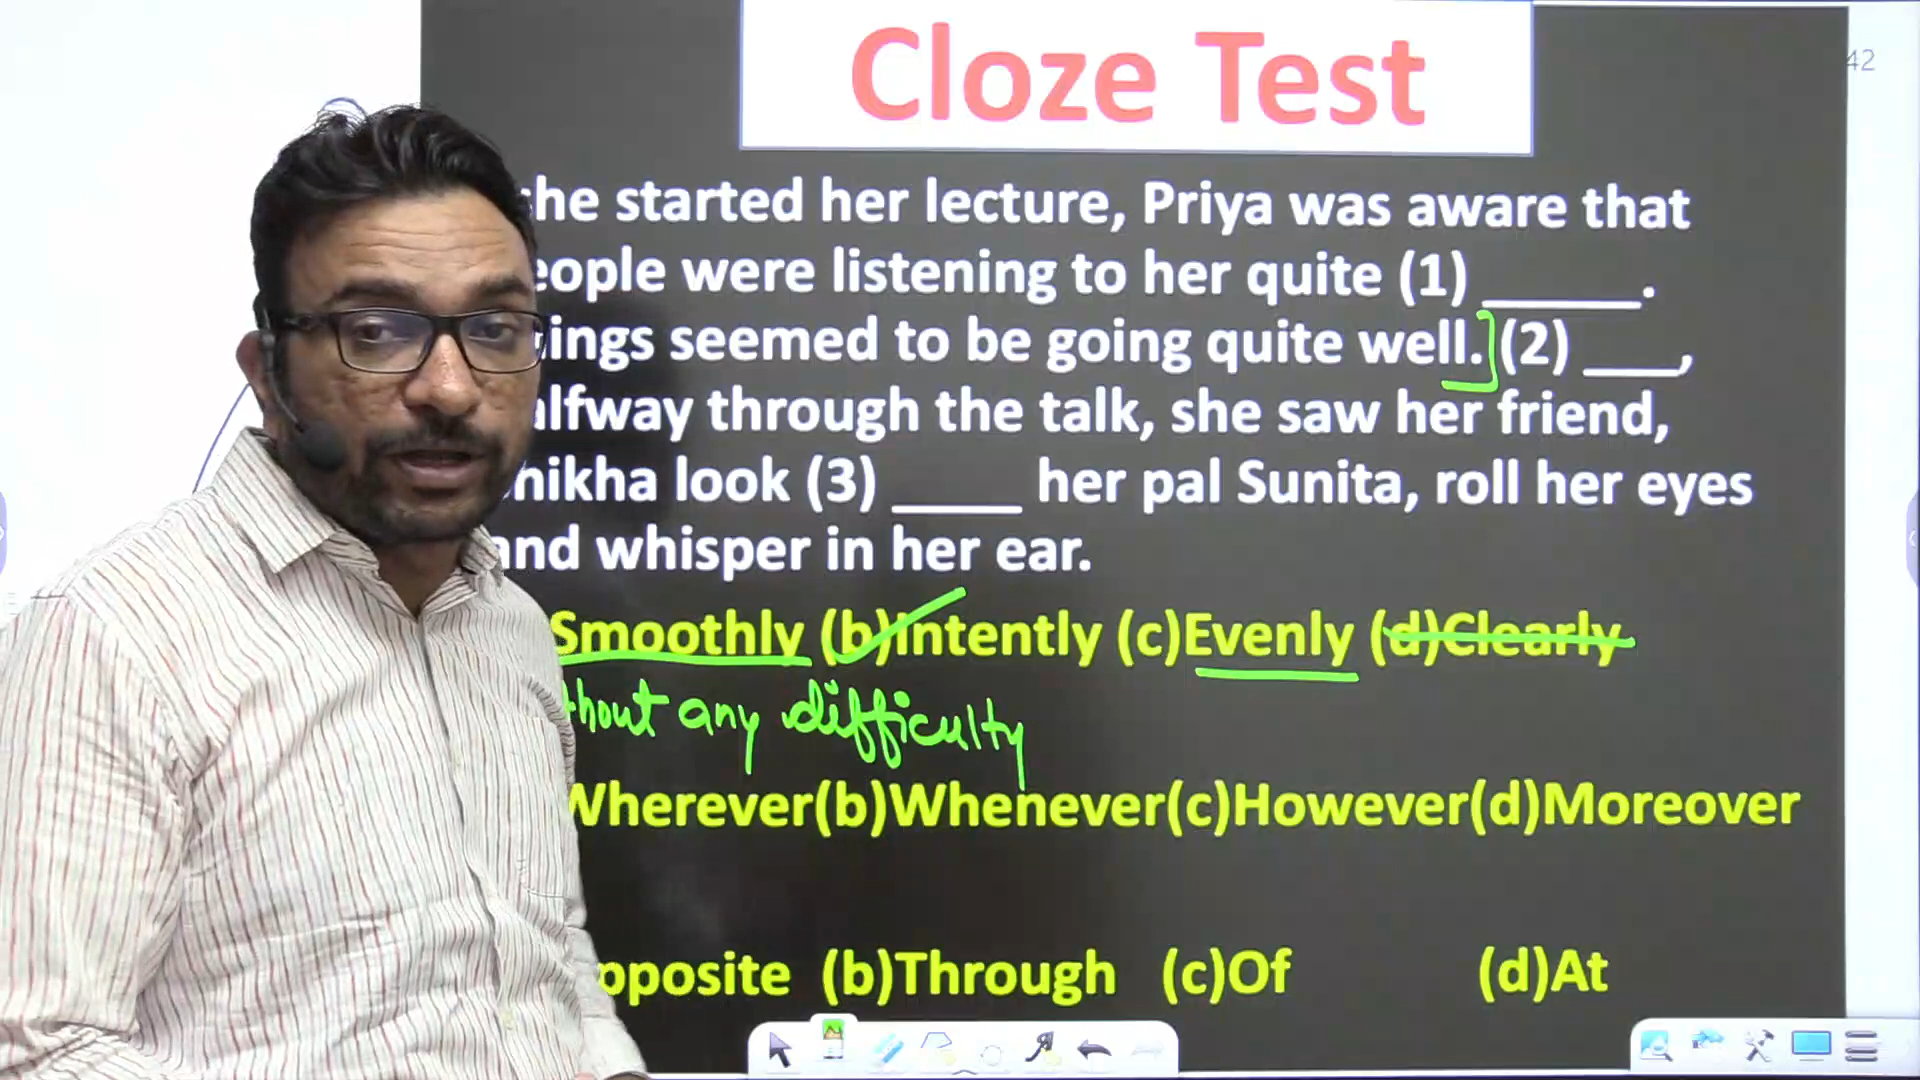 Cloze Test
42
she started her lecture, Priya was aware that
eople were listening to her quite (1) ______.
ings seemed to be going quite well. (2) ____,
alfway through the talk, she saw her friend,
hikha look (3) _____ her pal Sunita, roll her eyes
and whisper in her ear.
Smoothly (b)Intently (c)Evenly (d)Clearly
thout any difficulty
Wherever(b)Whenever(c)However(d)Moreover
pposite (b)Through (c)Of (d)At